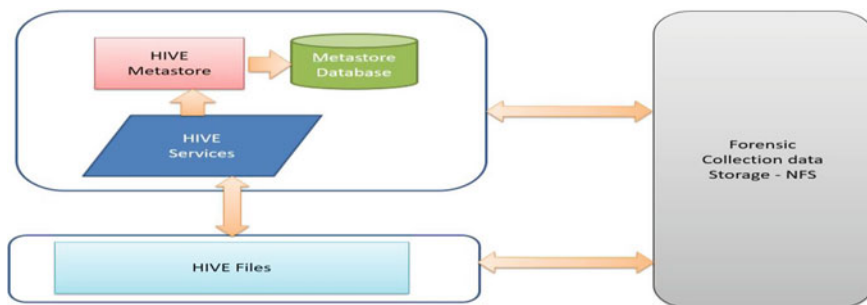 HIVE
Metastore
Metastore
Database
HIVE
Services
Forensic
Collection data
Storage - NFS
HIVE Files